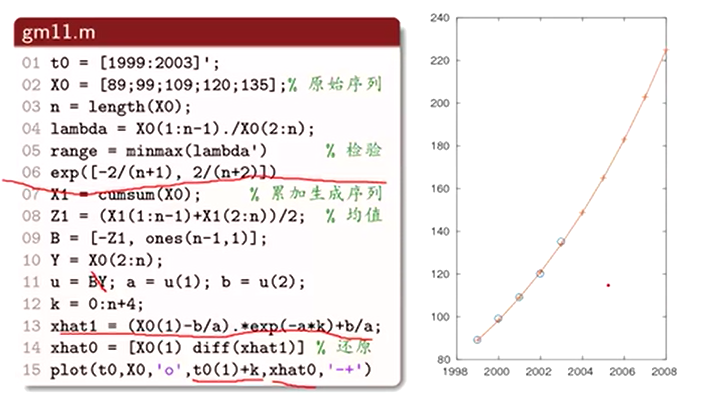 gm11.m
01 t0 = [1999:2003]';
02 X0 = [89;99;109;120;135];% 原始序列
03 n = length(X0);
04 lambda = X0(1:n-1)./X0(2:n);
05 range = minmax(lambda') % 检验
06 exp([-2/(n+1), 2/(n+2)])
07 X1 = cumsum(X0); % 累加生成序列
08 Z1 = (X1(1:n-1)+X1(2:n))/2; % 均值
09 B = [-Z1, ones(n-1,1)];
10 Y = X0(2:n);
11 u = B\Y; a = u(1); b = u(2);
12 k = 0:n+4;
13 xhat1 = (X0(1)-b/a).*exp(-a*k)+b/a;
14 xhat0 = [X0(1) diff(xhat1)] % 还原
15 plot(t0,X0,'o',t0(1)+k,xhat0,'-+')
240
220
200
180
160
140
120
100
80
1998 2000 2002 2004 2006 2008